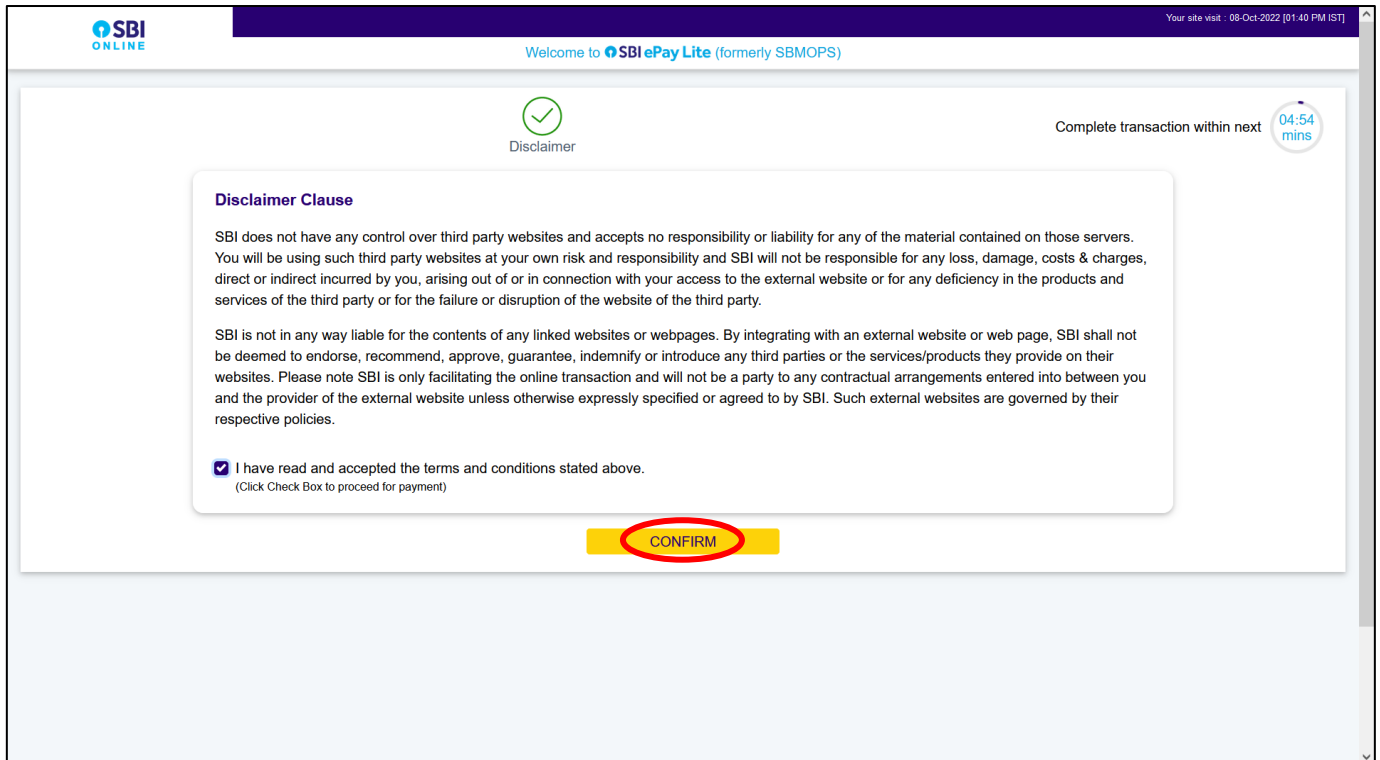 SBI
ONLINE
Your site visit : 08-Oct-2022 [01:40 PM IST]
Welcome to SBI ePay Lite (formerly SBMOPS)
Disclaimer
Complete transaction within next
04:54
mins
Disclaimer Clause
SBI does not have any control over third party websites and accepts no responsibility or liability for any of the material contained on those servers.
You will be using such third party websites at your own risk and responsibility and SBI will not be responsible for any loss, damage, costs & charges,
direct or indirect incurred by you, arising out of or in connection with your access to the external website or for any deficiency in the products and
services of the third party or for the failure or disruption of the website of the third party.
SBI is not in any way liable for the contents of any linked websites or webpages. By integrating with an external website or web page, SBI shall not
be deemed to endorse, recommend, approve, guarantee, indemnify or introduce any third parties or the services/products they provide on their
websites. Please note SBI is only facilitating the online transaction and will not be a party to any contractual arrangements entered into between you
and the provider of the external website unless otherwise expressly specified or agreed to by SBI. Such external websites are governed by their
respective policies.
I have read and accepted the terms and conditions stated above.
(Click Check Box to proceed for payment)
CONFIRM